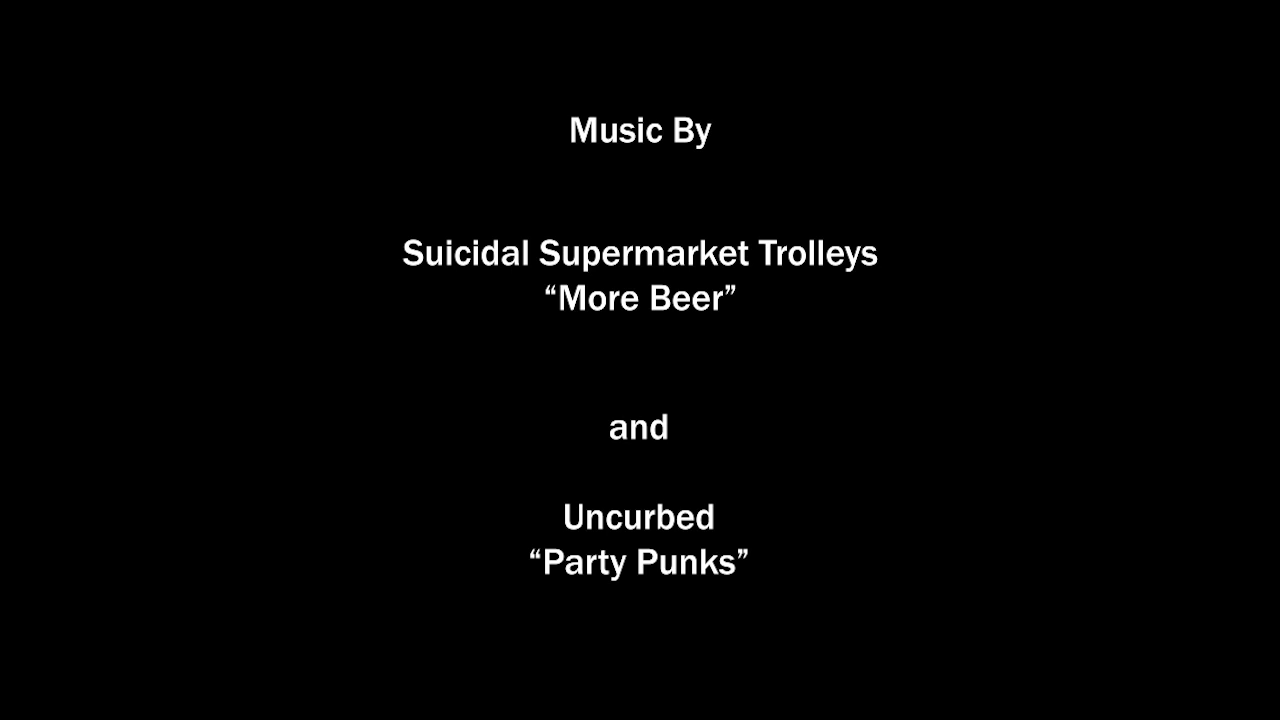 Music By
Suicidal Supermarket Trolleys
“More Beer”
and
Uncurbed
“Party Punks”